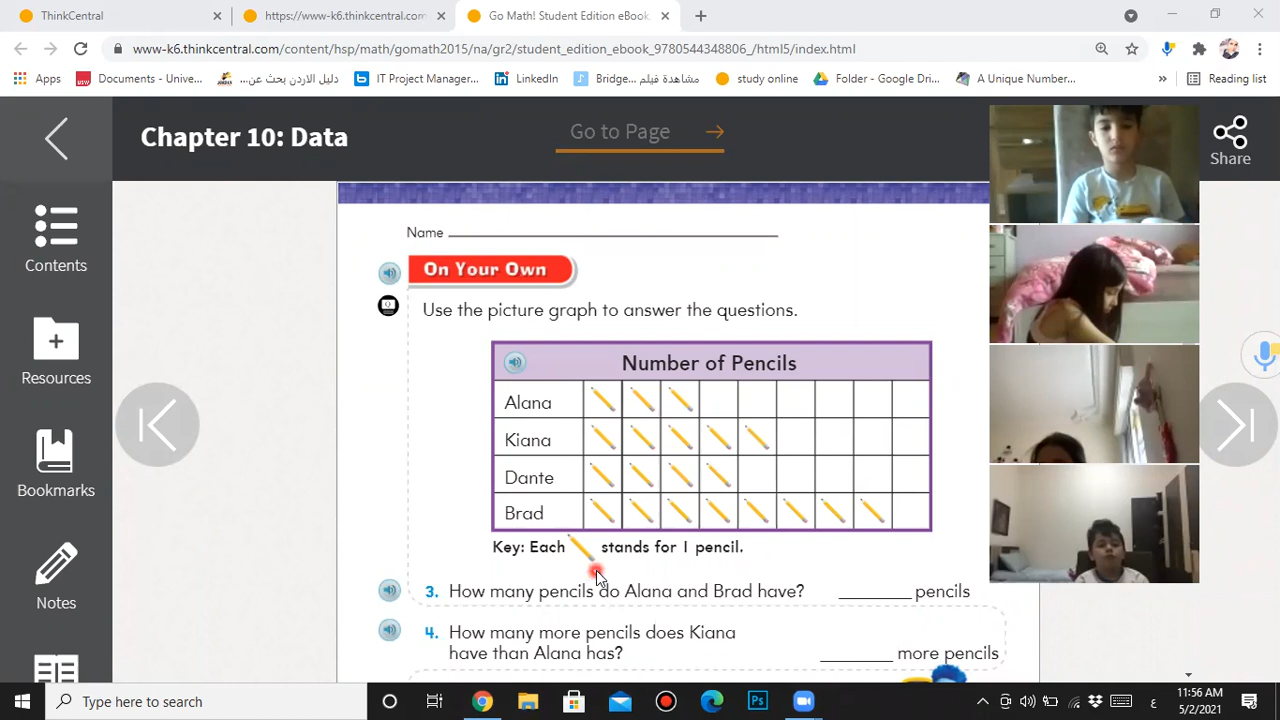 ThinkCentral
https://www-k6.thinkcentral.com
Go Math! Student Edition eBook
www-k6.thinkcentral.com/content/hsp/math/gomath2015/na/gr2/student_edition_ebook_9780544348806_/html5/index.html
Apps
Documents - Unive...
دليل الاردن بحث عن...
IT Project Manager...
LinkedIn
Bridge... مشاهدة فيلم
study online
Folder - Google Dri...
A Unique Number...
»
Reading list
Chapter 10: Data
Go to Page
Share
Contents
Resources
Bookmarks
Notes
Name
On Your Own
Use the picture graph to answer the questions.
Number of Pencils
Alana
Kiana
Dante
Brad
Key: Each stands for 1 pencil.
3. How many pencils do Alana and Brad have? ________ pencils
4. How many more pencils does Kiana
have than Alana has? ________ more pencils
Type here to search
Ps
ع
11:56 AM
5/2/2021